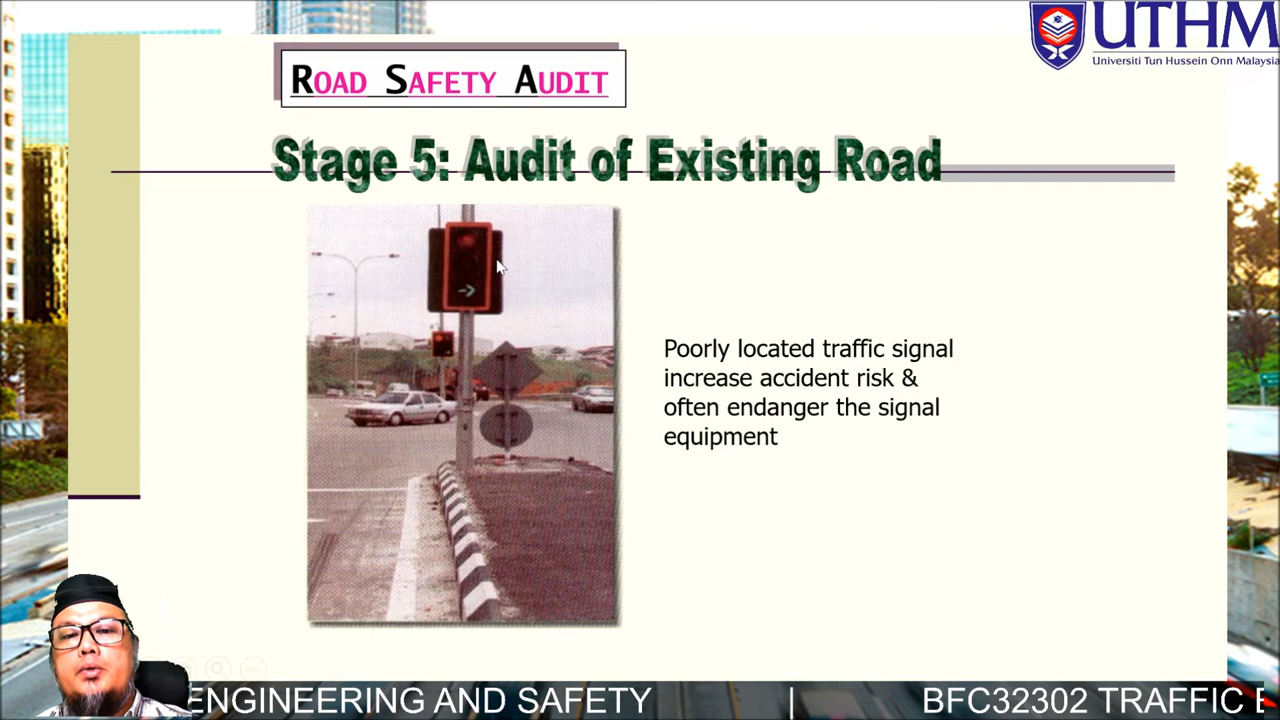 UTHM
Universiti Tun Hussein Onn Malaysia
ROAD SAFETY AUDIT
Stage 5: Audit of Existing Road
Poorly located traffic signal
increase accident risk &
often endanger the signal
equipment
ENGINEERING AND SAFETY | BFC32302 TRAFFIC E